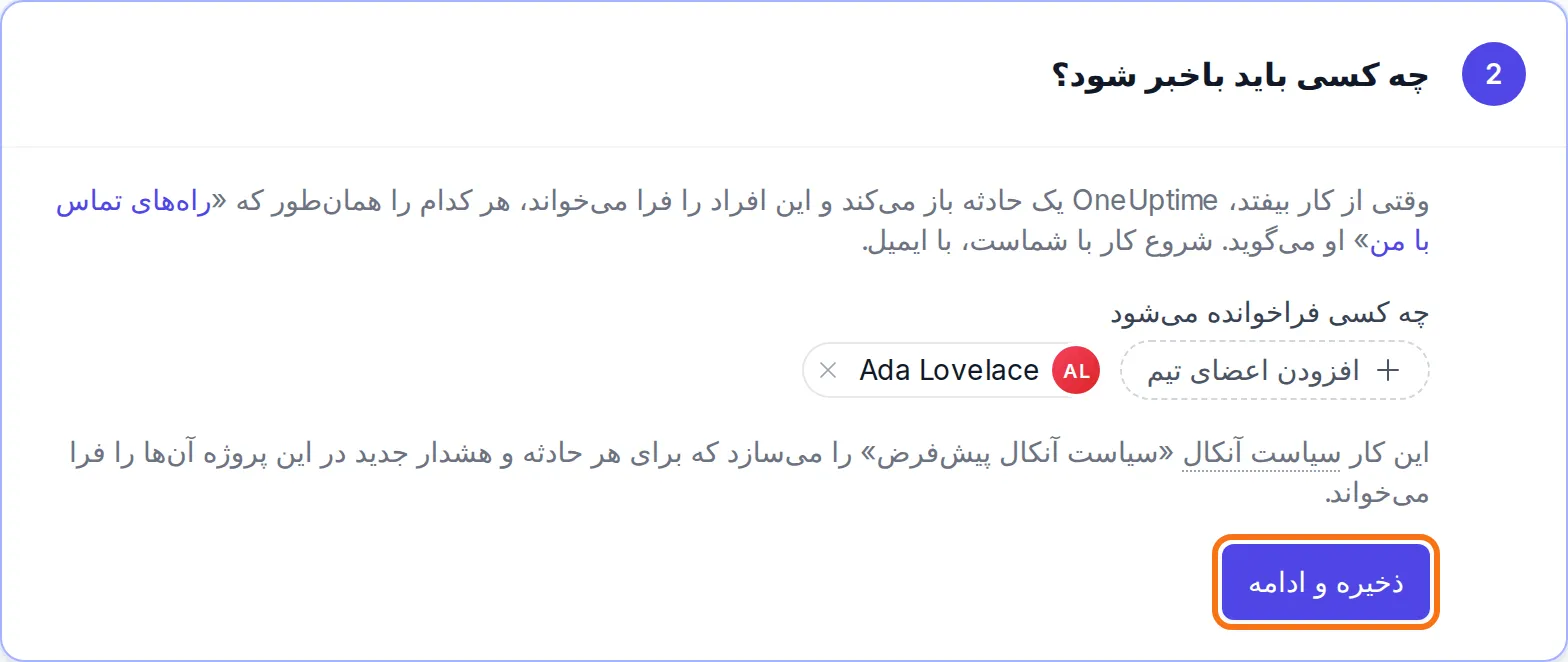 2
چه کسی باید باخبر شود؟
وقتی از کار بیفتد، OneUptime یک حادثه باز می‌کند و این افراد را فرا می‌خواند، هر کدام را همان‌طور که «راه‌های تماس
با من» او می‌گوید. شروع کار با شماست، با ایمیل.
چه کسی فراخوانده می‌شود
افزودن اعضای تیم
AL Ada Lovelace
این کار سیاست آنکال «سیاست آنکال پیش‌فرض» را می‌سازد که برای هر حادثه و هشدار جدید در این پروژه آن‌ها را فرا
می‌خواند.
ذخیره و ادامه